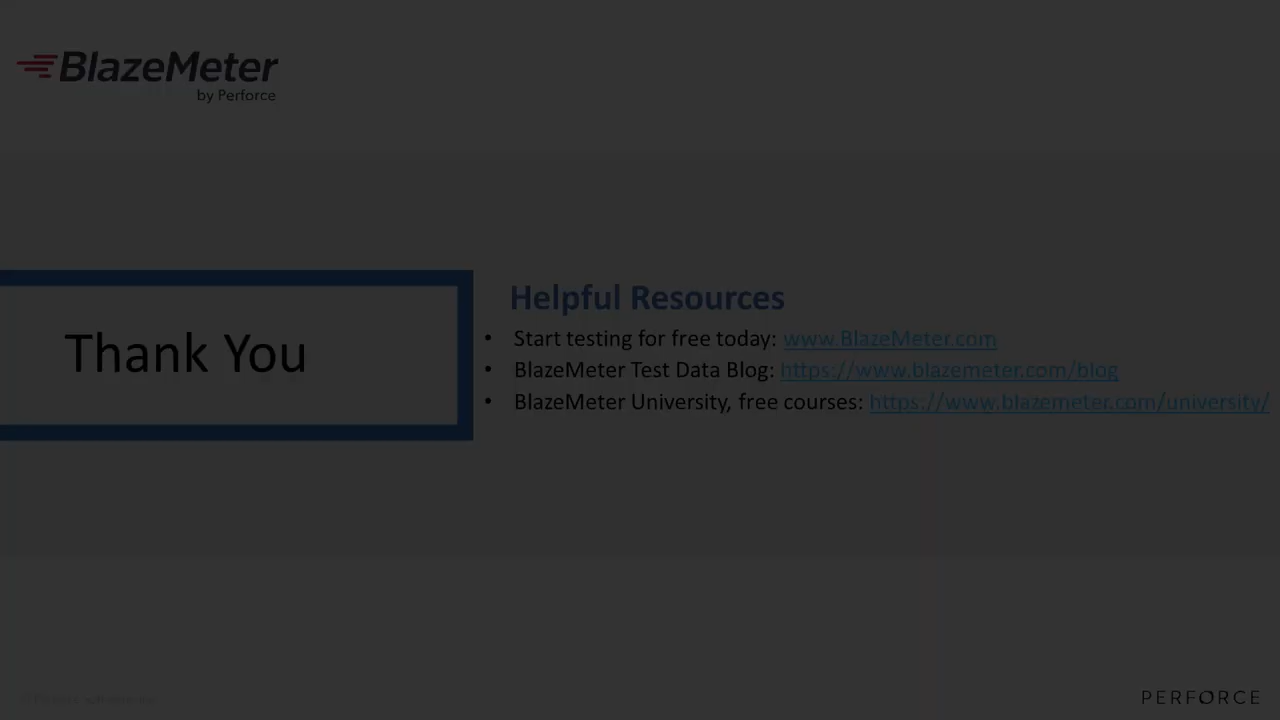 BlazeMeter
by Perforce
Thank You
Helpful Resources
• Start testing for free today: www.BlazeMeter.com
• BlazeMeter Test Data Blog: https://www.blazemeter.com/blog
• BlazeMeter University, free courses: https://www.blazemeter.com/university/
PERFORCE